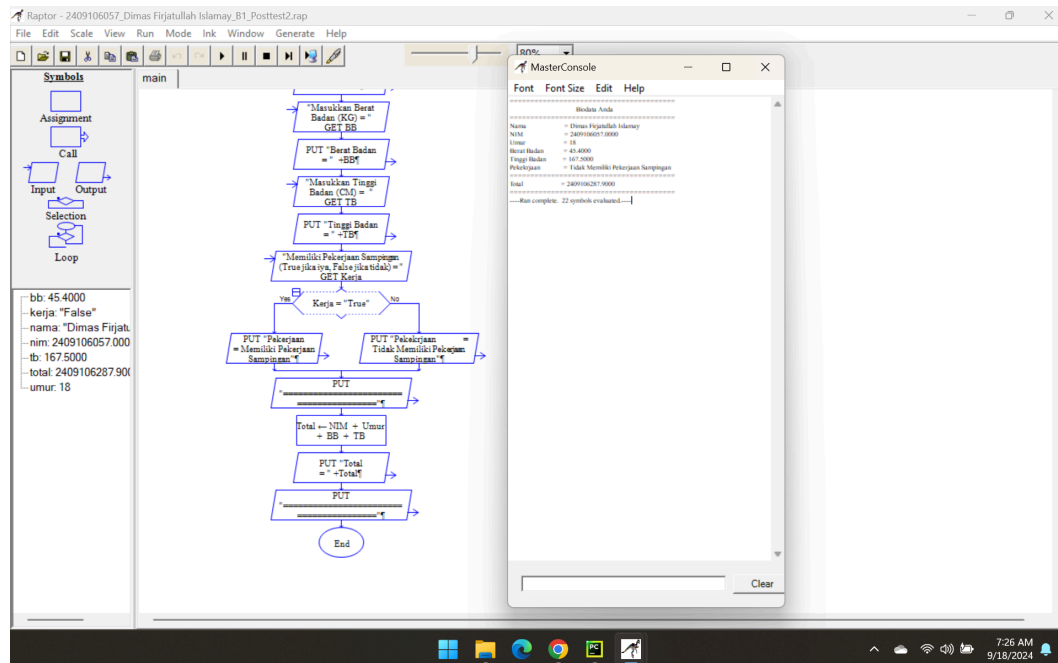 Raptor - 2409106057_Dimas Firjatullah Islamay_B1_Posttest2.rap
File Edit Scale View Run Mode Ink Window Generate Help
80%
Symbols
Assignment
Call
Input Output
Selection
Loop
bb: 45.4000
kerja: "False"
nama: "Dimas Firjatu
nim: 2409106057.000
tb: 167.5000
total: 2409106287.900
umur: 18
main
"Masukkan Berat
Badan (KG) = "
GET BB
PUT "Berat Badan
= " +BB¶
"Masukkan Tinggi
Badan (CM) = "
GET TB
PUT "Tinggi Badan
= " +TB¶
"Memiliki Pekerjaan Sampingan
(True jika iya, False jika tidak) = "
GET Kerja
Yes
Kerja = "True"
No
PUT "Pekerjaan
= Memiliki Pekerjaan
Sampingan"¶
PUT "Pekekrjaan =
Tidak Memiliki Pekerjaan
Sampingan"¶
PUT
"========================
================"¶
Total ← NIM + Umur
+ BB + TB
PUT "Total
= " +Total¶
PUT
"========================
================"¶
End
MasterConsole
Font Font Size Edit Help
========================================
Biodata Anda
========================================
Nama = Dimas Firjatullah Islamay
NIM = 2409106057.0000
Umur = 18
Berat Badan = 45.4000
Tinggi Badan = 167.5000
Pekekrjaan = Tidak Memiliki Pekerjaan Sampingan
========================================
Total = 2409106287.9000
========================================
----Run complete. 22 symbols evaluated.----
Clear
PC
7:26 AM
9/18/2024